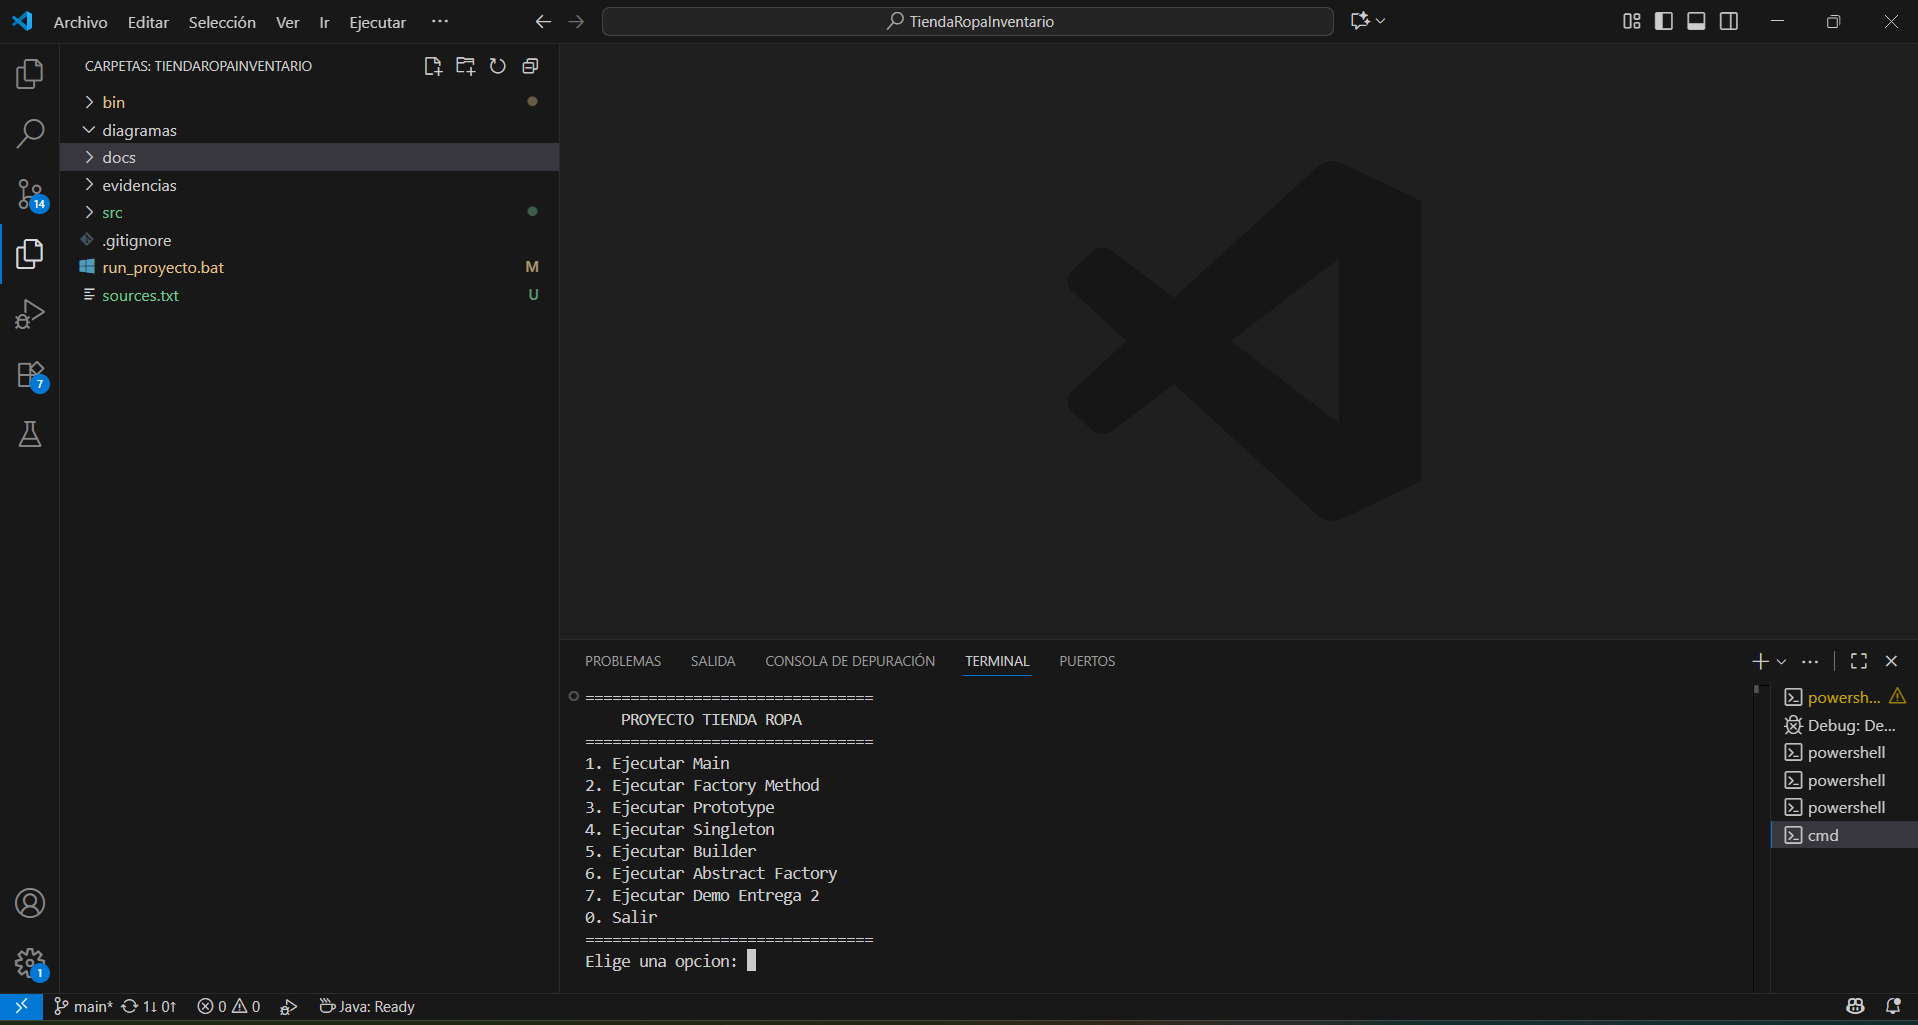 Archivo Editar Selección Ver Ir Ejecutar ···
TiendaRopaInventario
CARPETAS: TIENDAROPAINVENTARIO
bin
diagramas
docs
evidencias
src
.gitignore
run_proyecto.bat M
sources.txt U
14
7
1
PROBLEMAS SALIDA CONSOLA DE DEPURACIÓN TERMINAL PUERTOS
================================
PROYECTO TIENDA ROPA
================================
1. Ejecutar Main
2. Ejecutar Factory Method
3. Ejecutar Prototype
4. Ejecutar Singleton
5. Ejecutar Builder
6. Ejecutar Abstract Factory
7. Ejecutar Demo Entrega 2
0. Salir
================================
Elige una opcion:
powersh...
Debug: De...
powershell
powershell
powershell
cmd
main* 1↓ 0↑ 0 0 Java: Ready